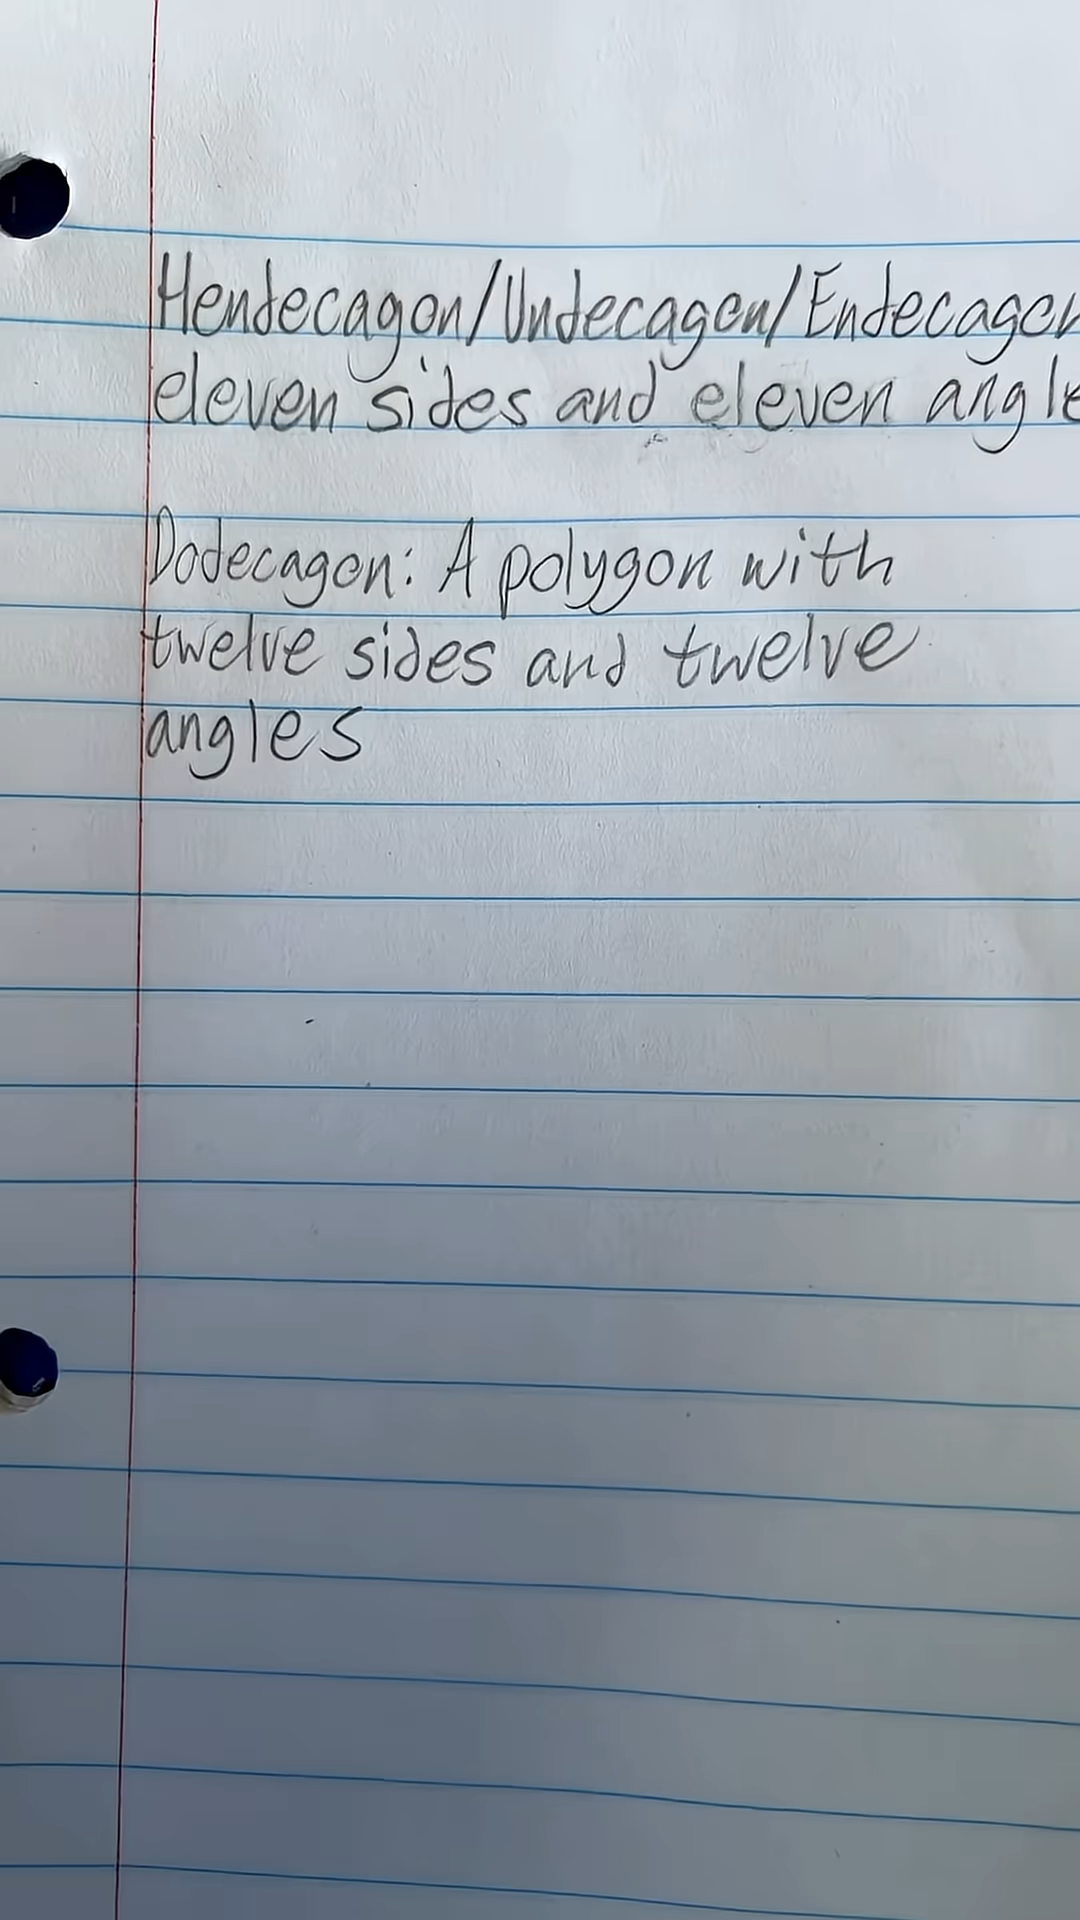 Hendecagon/Undecagon/Endecagon
eleven sides and eleven angle
Dodecagon: A polygon with
twelve sides and twelve
angles